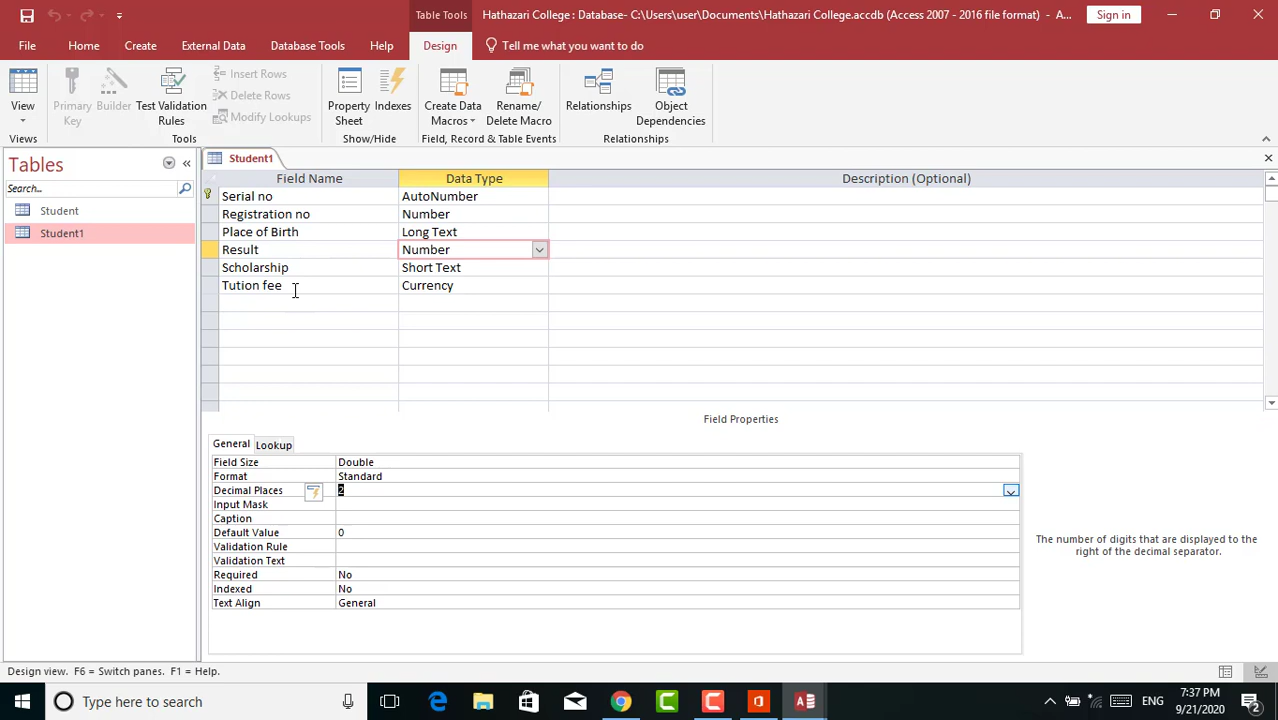 Table Tools
Hathazari College : Database- C:\Users\user\Documents\Hathazari College.accdb (Access 2007 - 2016 file format) - A...
Sign in
File Home Create External Data Database Tools Help Design Tell me what you want to do
View
Primary Key
Builder
Test Validation Rules
Insert Rows
Delete Rows
Modify Lookups
Property Sheet
Indexes
Create Data Macros
Rename/ Delete Macro
Relationships
Object Dependencies
Views Tools Show/Hide Field, Record & Table Events Relationships
Tables
Search...
Student
Student1
Student1
Field Name Data Type Description (Optional)
Serial no AutoNumber
Registration no Number
Place of Birth Long Text
Result Number
Scholarship Short Text
Tution fee Currency
Field Properties
General Lookup
Field Size Double
Format Standard
Decimal Places 2
Input Mask
Caption
Default Value 0
Validation Rule
Validation Text
Required No
Indexed No
Text Align General
The number of digits that are displayed to the
right of the decimal separator.
Design view. F6 = Switch panes. F1 = Help.
Type here to search
ENG
7:37 PM
9/21/2020
2